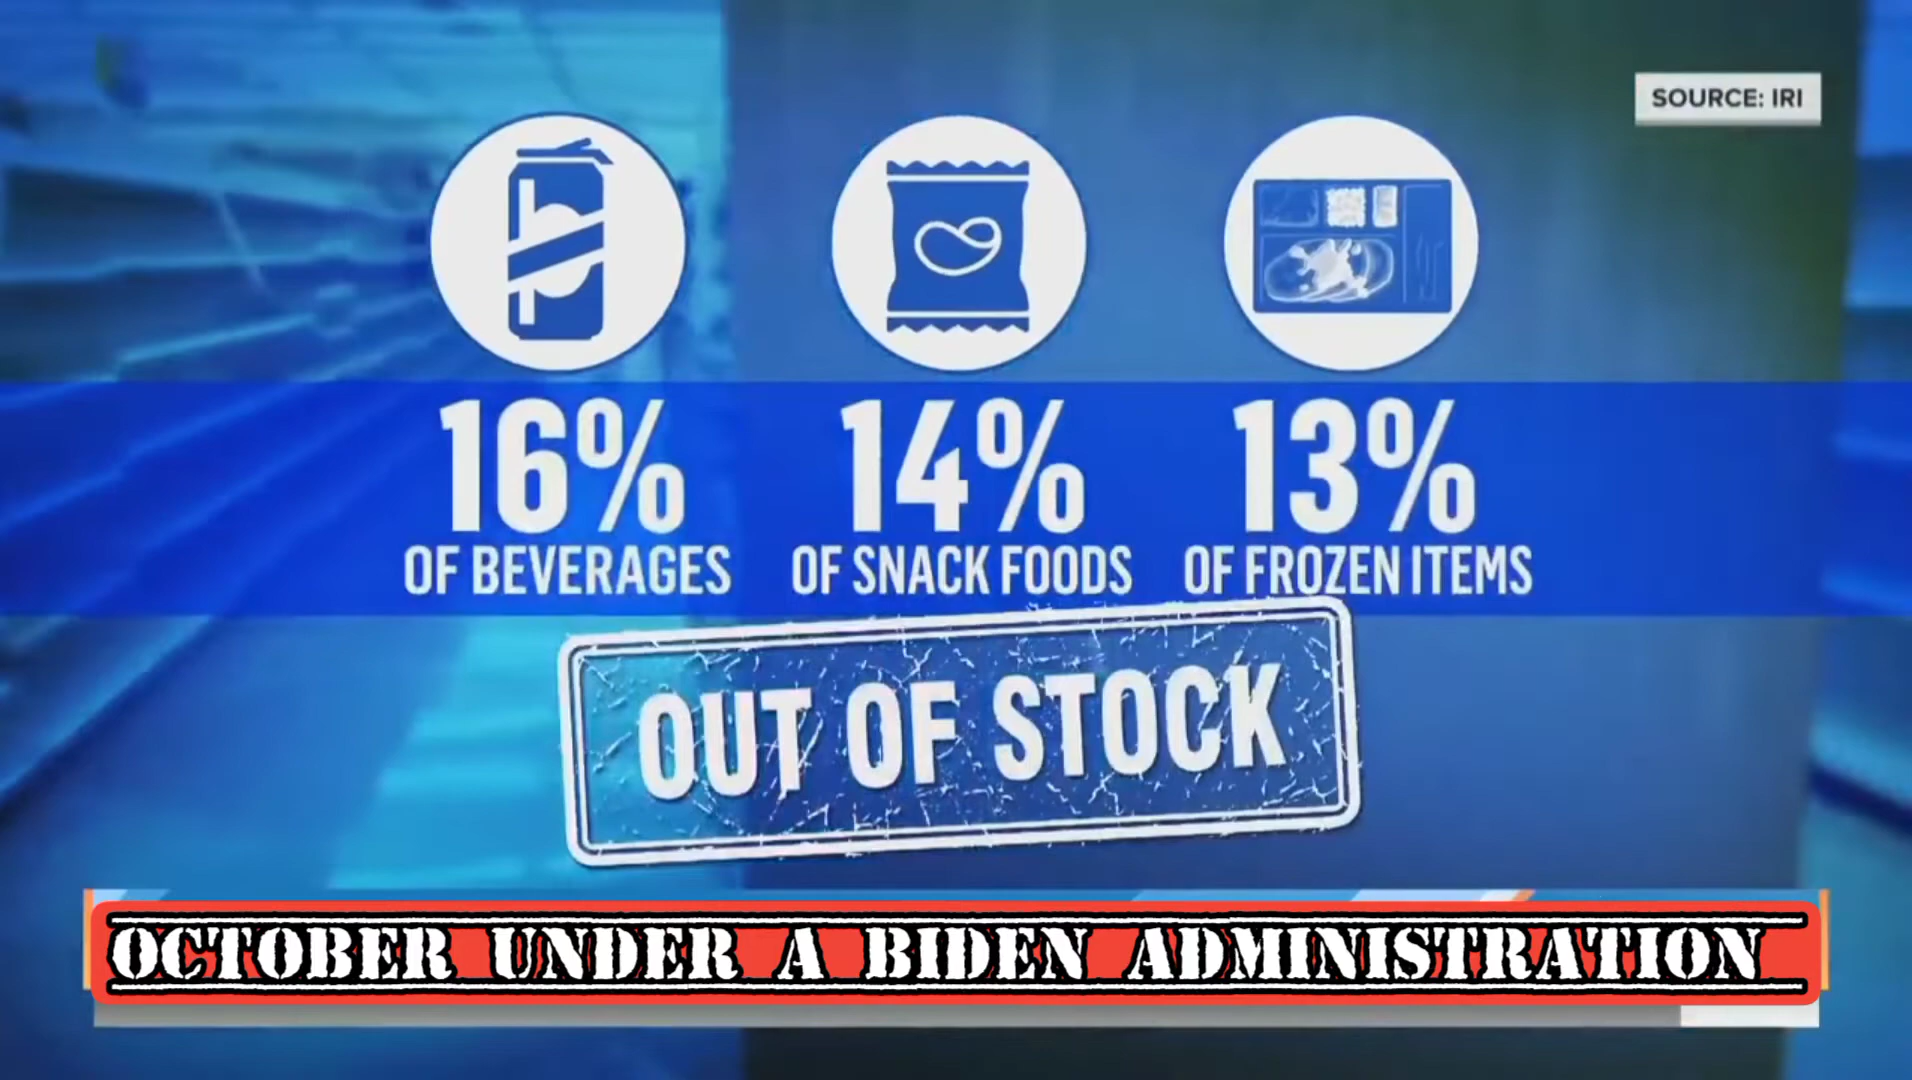 SOURCE: IRI
16% 14% 13%
OF BEVERAGES OF SNACK FOODS OF FROZEN ITEMS
OUT OF STOCK
OCTOBER UNDER A BIDEN ADMINISTRATION